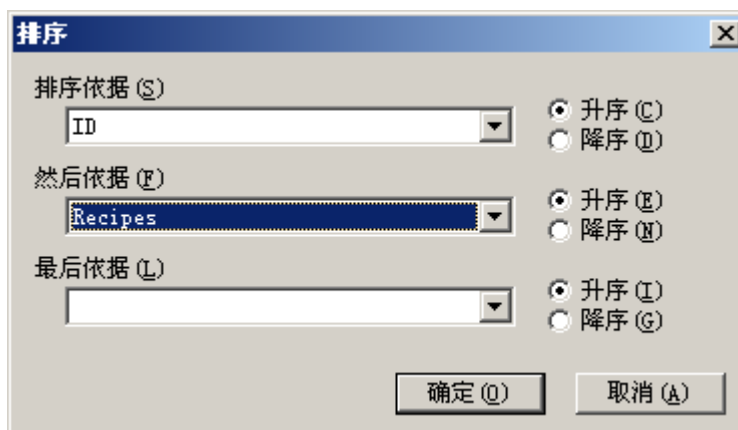 排序
排序依据(S)
ID
升序(C)
降序(D)
然后依据(F)
Recipes
升序(E)
降序(N)
最后依据(L)
升序(I)
降序(G)
确定(O)
取消(A)